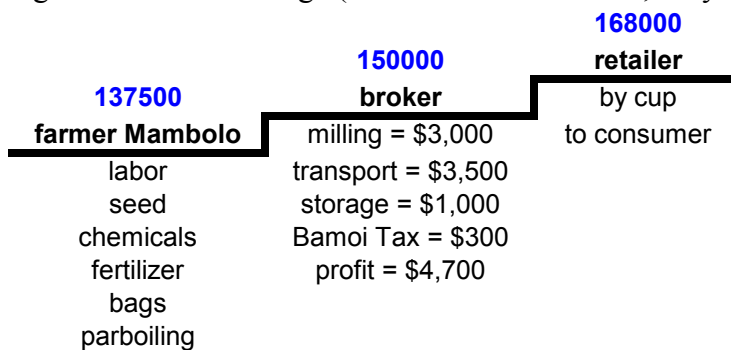 137500
farmer Mambolo
labor
seed
chemicals
fertilizer
bags
parboiling
150000
broker
milling = $3,000
transport = $3,500
storage = $1,000
Bamoi Tax = $300
profit = $4,700
168000
retailer
by cup
to consumer